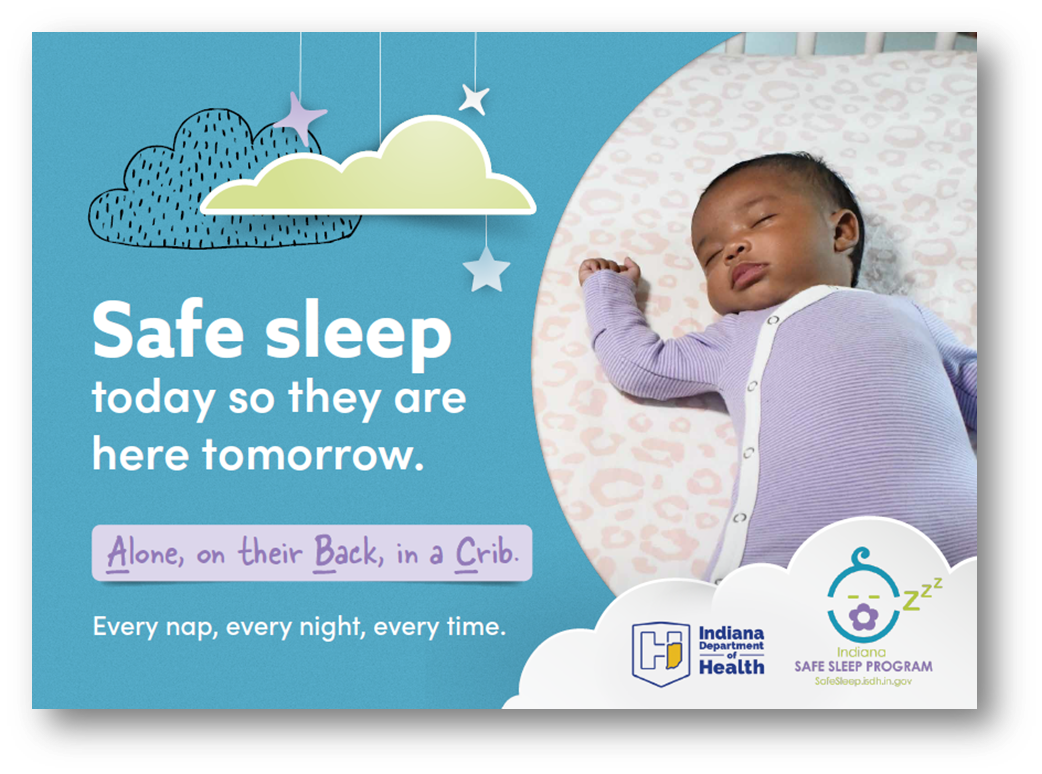 Safe sleep
today so they are
here tomorrow.
Alone, on their Back, in a Crib.
Every nap, every night, every time.
Indiana
Department
of
Health
zzz
Indiana
SAFE SLEEP PROGRAM
SafeSleep.isdh.in.gov